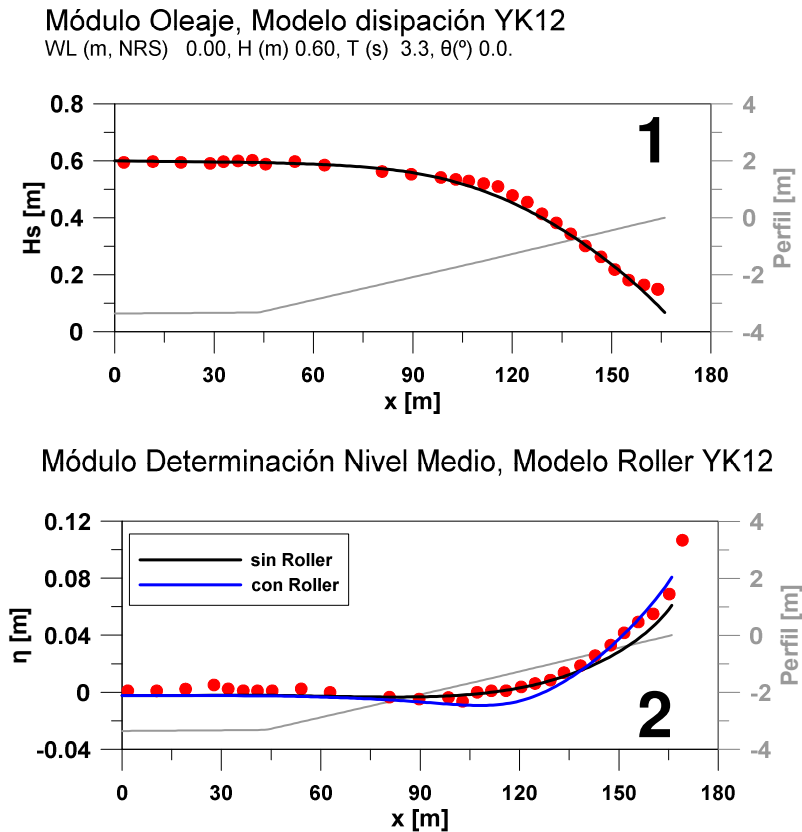 Módulo Oleaje, Modelo disipación YK12
WL (m, NRS) 0.00, H (m) 0.60, T (s) 3.3, θ(º) 0.0.
0.8
0.6
0.4
0.2
0
Hs [m]
1
4
2
0
-2
-4
Perfil [m]
0 30 60 90 120 150 180
x [m]
Módulo Determinación Nivel Medio, Modelo Roller YK12
0.12
0.08
0.04
0
-0.04
η [m]
sin Roller
con Roller
2
4
2
0
-2
-4
Perfil [m]
0 30 60 90 120 150 180
x [m]